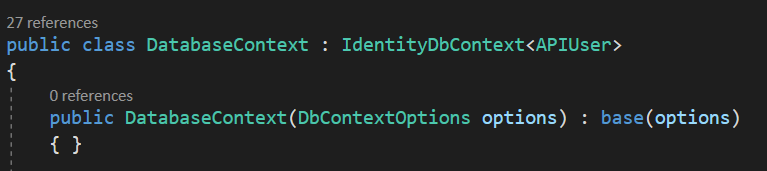 27 references
public class DatabaseContext : IdentityDbContext<APIUser>
{
0 references
public DatabaseContext(DbContextOptions options) : base(options)
{ }